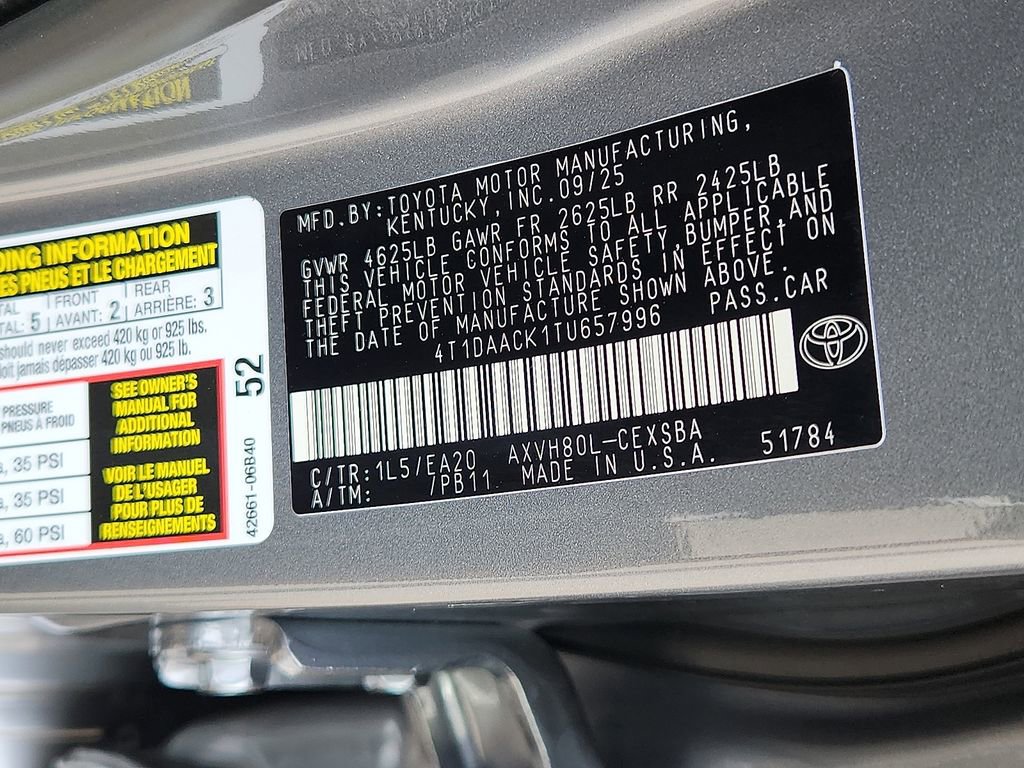 DING INFORMATION
ES PNEUS ET LE CHARGEMENT
TAL
FRONT
REAR
TAL: 5
AVANT: 2
ARRIÈRE: 3
should never exceed 420 kg or 925 lbs.
doit jamais dépasser 420 kg ou 925 lb.
PRESSURE
PNEUS À FROID
35 PSI
35 PSI
60 PSI
SEE OWNER'S
MANUAL FOR
ADDITIONAL
INFORMATION
VOIR LE MANUEL
DE L'USAGER
POUR PLUS DE
RENSEIGNEMENTS
52
42661-06B40
MFD.BY:TOYOTA MOTOR MANUFACTURING,
KENTUCKY,INC.09/25
GVWR 4625LB GAWR FR 2625LB RR 2425LB
THIS VEHICLE CONFORMS TO ALL APPLICABLE
FEDERAL MOTOR VEHICLE SAFETY,BUMPER,AND
THEFT PREVENTION STANDARDS IN EFFECT ON
THE DATE OF MANUFACTURE SHOWN ABOVE.
4T1DAACK1TU657996 PASS.CAR
C/TR:1L5/EA20 AXVH80L-CEXSBA
A/TM: /PB11 MADE IN U.S.A. 51784